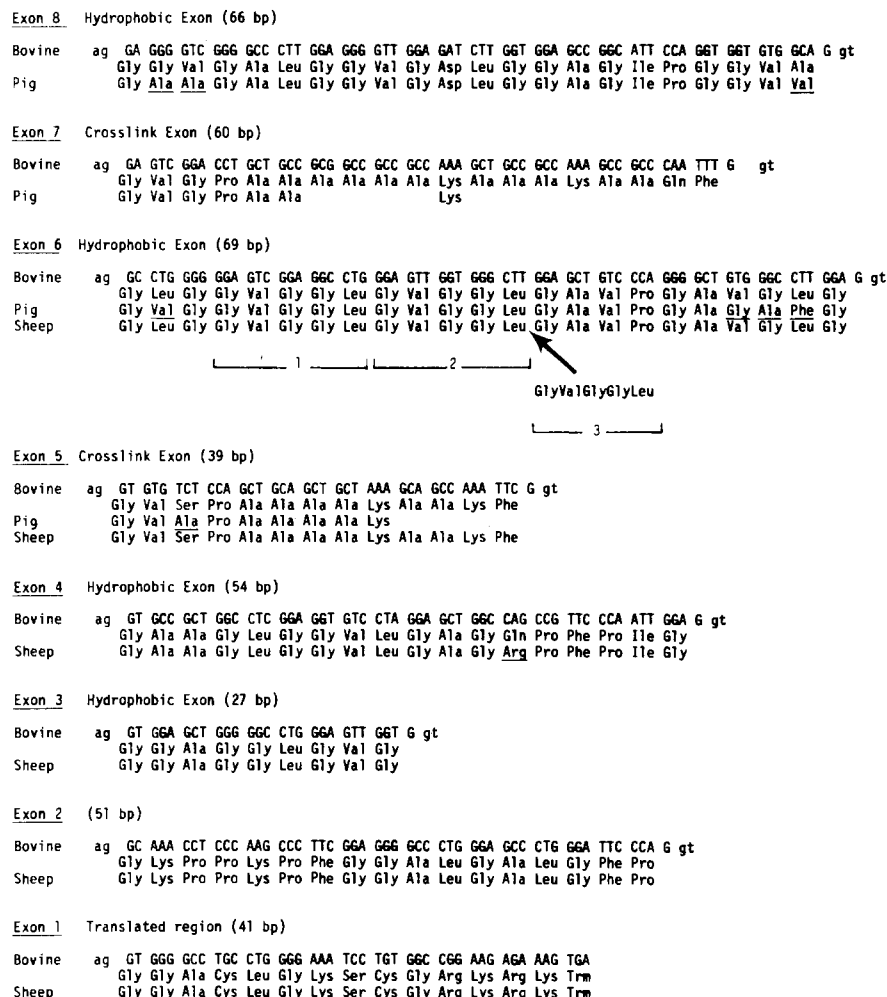 Exon 8 Hydrophobic Exon (66 bp)
Bovine ag GA GGG GTC GGG GCC CTT GGA GGG GTT GGA GAT CTT GGT GGA GCC GGC ATT CCA GGT GGT GTG GCA G gt
Gly Gly Val Gly Ala Leu Gly Gly Val Gly Asp Leu Gly Gly Ala Gly Ile Pro Gly Gly Val Ala
Pig Gly Ala Ala Gly Ala Leu Gly Gly Val Gly Asp Leu Gly Gly Ala Gly Ile Pro Gly Gly Val Val
Exon 7 Crosslink Exon (60 bp)
Bovine ag GA GTC GGA CCT GCT GCC GCG GCC GCC GCC AAA GCT GCC GCC AAA GCC GCC CAA TTT G gt
Gly Val Gly Pro Ala Ala Ala Ala Ala Ala Lys Ala Ala Ala Lys Ala Ala Gln Phe
Pig Gly Val Gly Pro Ala Ala Lys
Exon 6 Hydrophobic Exon (69 bp)
Bovine ag GC CTG GGG GGA GTC GGA GGC CTG GGA GTT GGT GGG CTT GGA GCT GTC CCA GGG GCT GTG GGC CTT GGA G gt
Gly Leu Gly Gly Val Gly Gly Leu Gly Val Gly Gly Leu Gly Ala Val Pro Gly Ala Val Gly Leu Gly
Pig Gly Val Gly Gly Val Gly Gly Leu Gly Val Gly Gly Leu Gly Ala Val Pro Gly Ala Gly Ala Phe Gly
Sheep Gly Leu Gly Gly Val Gly Gly Leu Gly Val Gly Gly Leu Gly Ala Val Pro Gly Ala Val Gly Leu Gly
1 2
GlyValGlyGlyLeu
3
Exon 5 Crosslink Exon (39 bp)
Bovine ag GT GTG TCT CCA GCT GCA GCT GCT AAA GCA GCC AAA TTC G gt
Gly Val Ser Pro Ala Ala Ala Ala Lys Ala Ala Lys Phe
Pig Gly Val Ala Pro Ala Ala Ala Ala Lys
Sheep Gly Val Ser Pro Ala Ala Ala Ala Lys Ala Ala Lys Phe
Exon 4 Hydrophobic Exon (54 bp)
Bovine ag GT GCC GCT GGC CTC GGA GGT GTC CTA GGA GCT GGC CAG CCG TTC CCA ATT GGA G gt
Gly Ala Ala Gly Leu Gly Gly Val Leu Gly Ala Gly Gln Pro Phe Pro Ile Gly
Sheep Gly Ala Ala Gly Leu Gly Gly Val Leu Gly Ala Gly Arg Pro Phe Pro Ile Gly
Exon 3 Hydrophobic Exon (27 bp)
Bovine ag GT GGA GCT GGG GGC CTG GGA GTT GGT G gt
Gly Gly Ala Gly Gly Leu Gly Val Gly
Sheep Gly Gly Ala Gly Gly Leu Gly Val Gly
Exon 2 (51 bp)
Bovine ag GC AAA CCT CCC AAG CCC TTC GGA GGG GCC CTG GGA GCC CTG GGA TTC CCA G gt
Gly Lys Pro Pro Lys Pro Phe Gly Gly Ala Leu Gly Ala Leu Gly Phe Pro
Sheep Gly Lys Pro Pro Lys Pro Phe Gly Gly Ala Leu Gly Ala Leu Gly Phe Pro
Exon 1 Translated region (41 bp)
Bovine ag GT GGG GCC TGC CTG GGG AAA TCC TGT GGC CGG AAG AGA AAG TGA
Gly Gly Ala Cys Leu Gly Lys Ser Cys Gly Arg Lys Arg Lys Trm
Sheep Gly Gly Ala Cys Leu Gly Lys Ser Cys Gly Arg Lys Arg Lys Trm